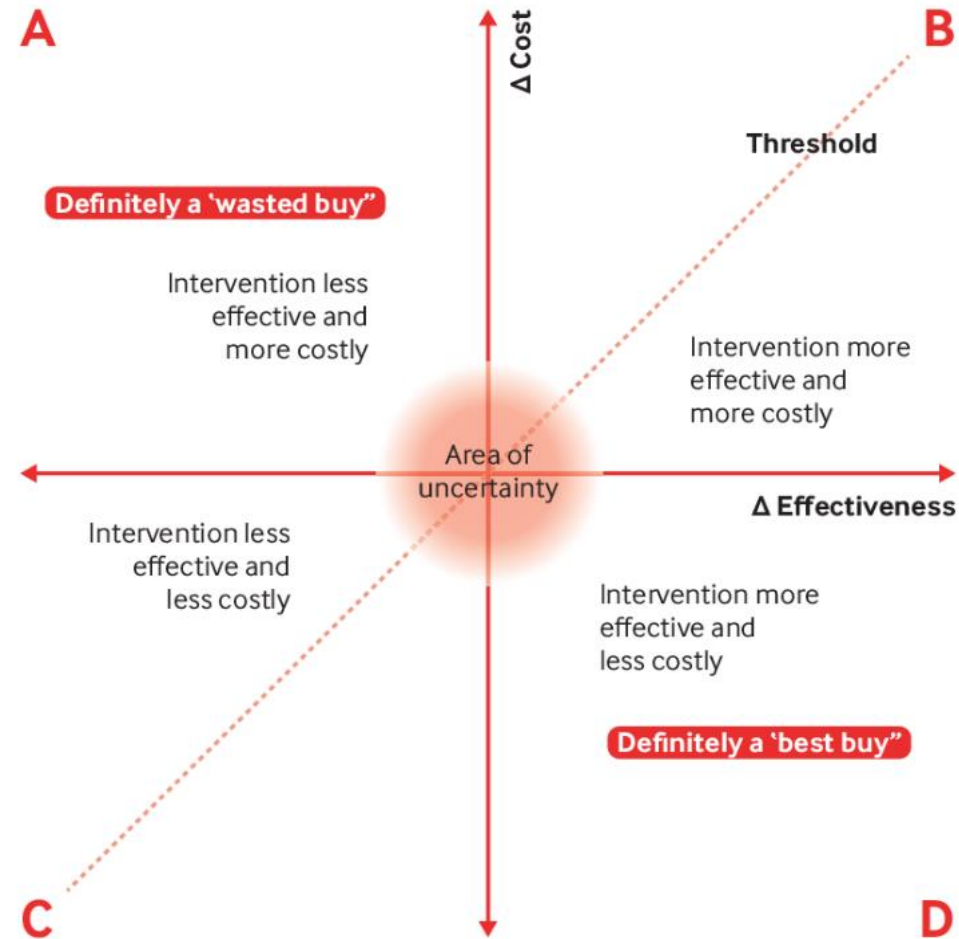 A
B
Δ Cost
Threshold
Definitely a ‘wasted buy”
Intervention less
effective and
more costly
Intervention more
effective and
more costly
Area of
uncertainty
Δ Effectiveness
Intervention less
effective and
less costly
Intervention more
effective and
less costly
Definitely a ‘best buy”
C
D